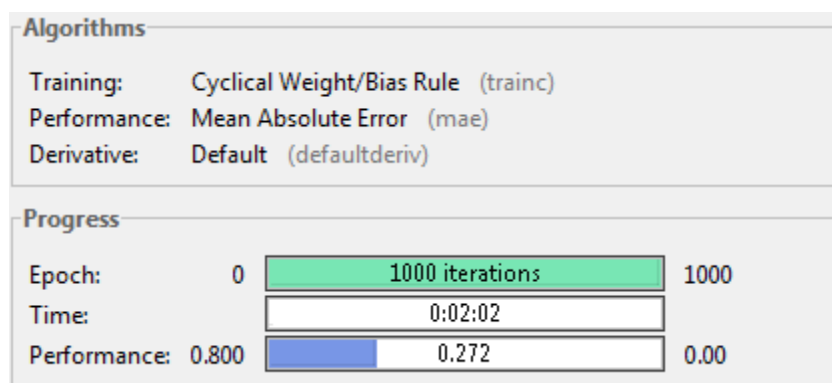 Algorithms
Training: Cyclical Weight/Bias Rule (trainc)
Performance: Mean Absolute Error (mae)
Derivative: Default (defaultderiv)
Progress
Epoch: 0 1000 iterations 1000
Time: 0:02:02
Performance: 0.800 0.272 0.00